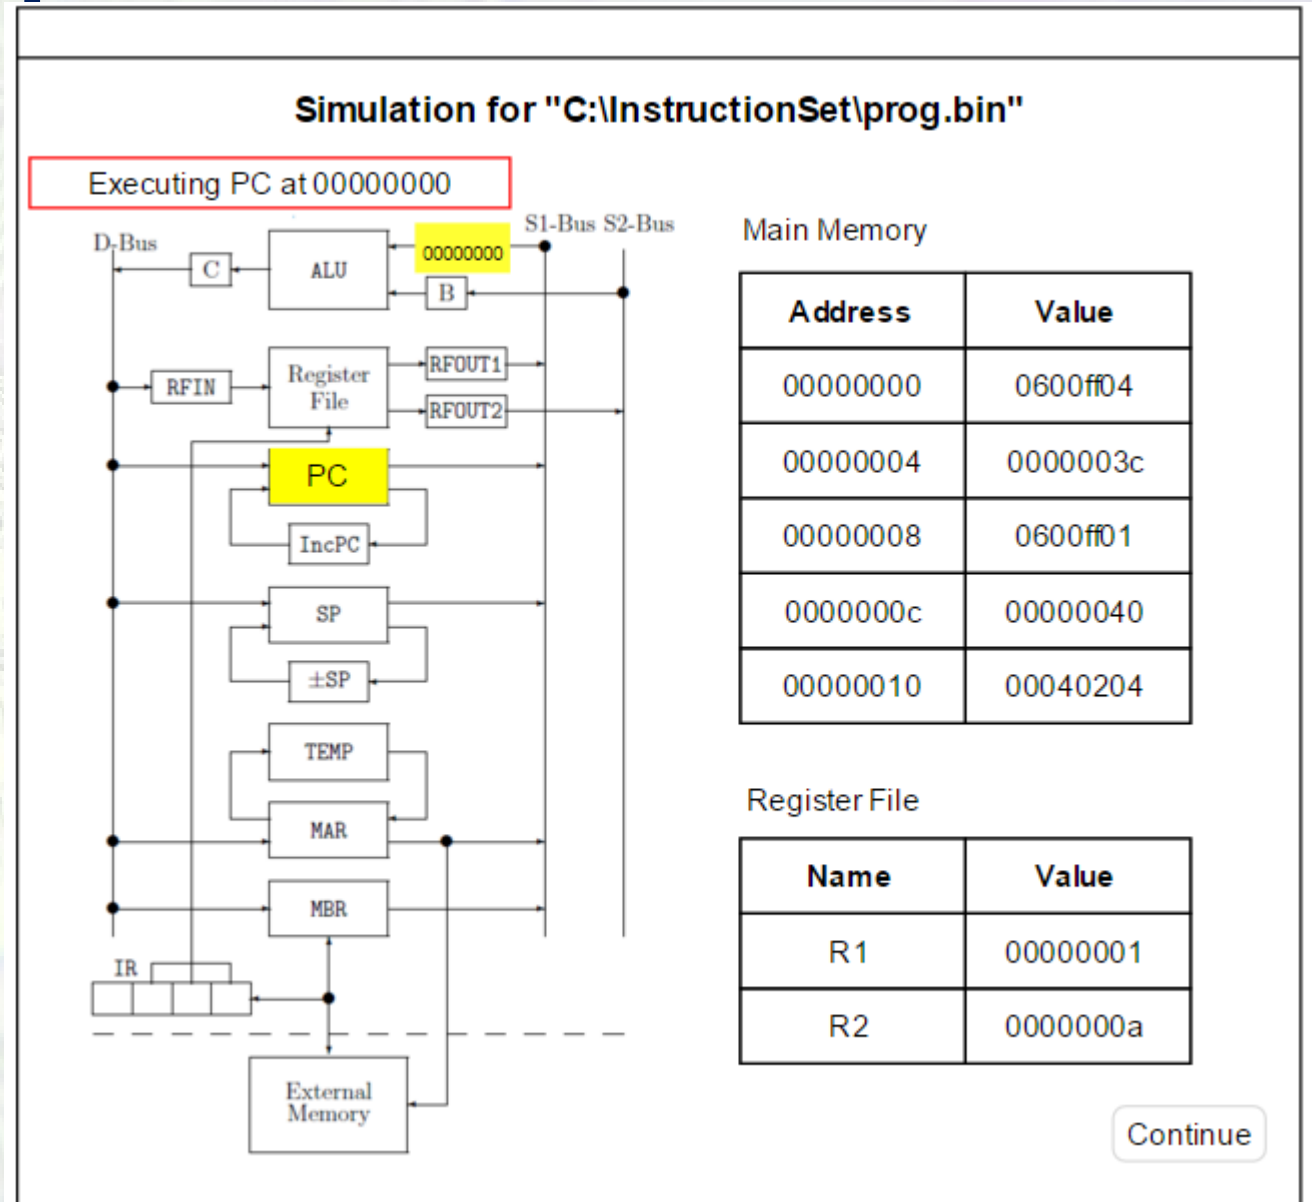 Simulation for "C:\InstructionSet\prog.bin"
Executing PC at 00000000
S1-Bus S2-Bus
D-Bus
00000000
C
ALU
B
RFOUT1
Register
File
RFIN
RFOUT2
PC
IncPC
SP
±SP
TEMP
MAR
MBR
IR
External
Memory
Main Memory
Address Value
00000000 0600ff04
00000004 0000003c
00000008 0600ff01
0000000c 00000040
00000010 00040204
Register File
Name Value
R1 00000001
R2 0000000a
Continue